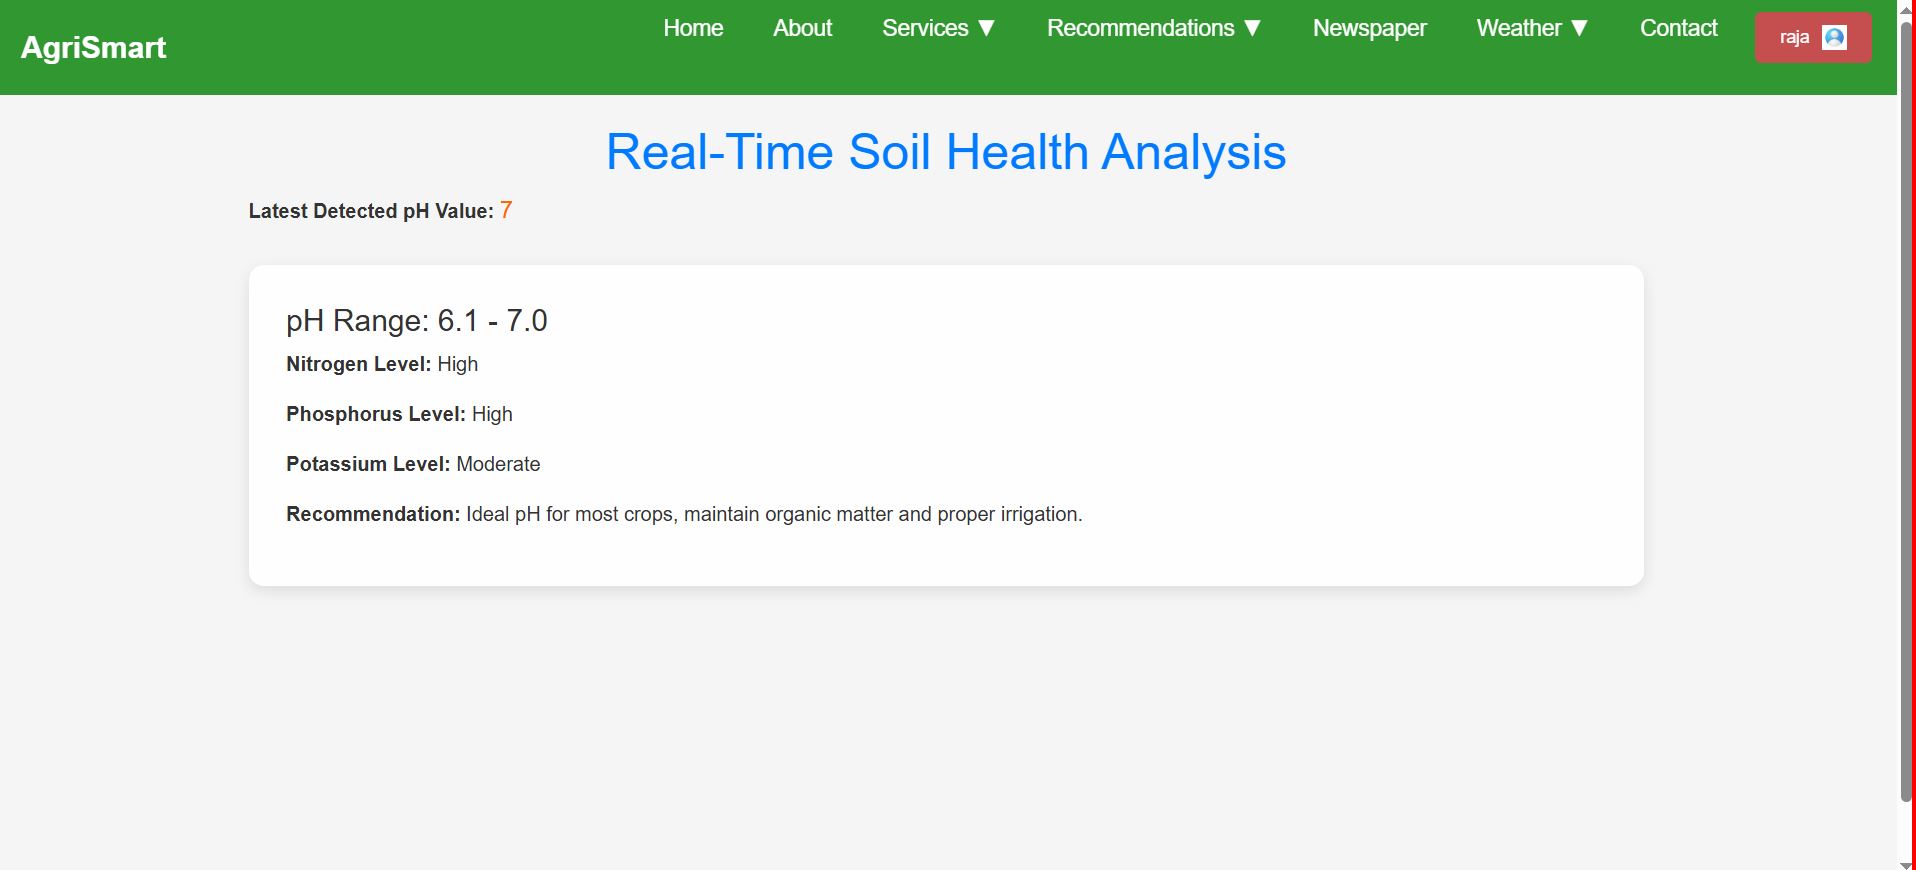 AgriSmart
Home About Services ▼ Recommendations ▼ Newspaper Weather ▼ Contact raja
Real-Time Soil Health Analysis
Latest Detected pH Value: 7
pH Range: 6.1 - 7.0
Nitrogen Level: High
Phosphorus Level: High
Potassium Level: Moderate
Recommendation: Ideal pH for most crops, maintain organic matter and proper irrigation.